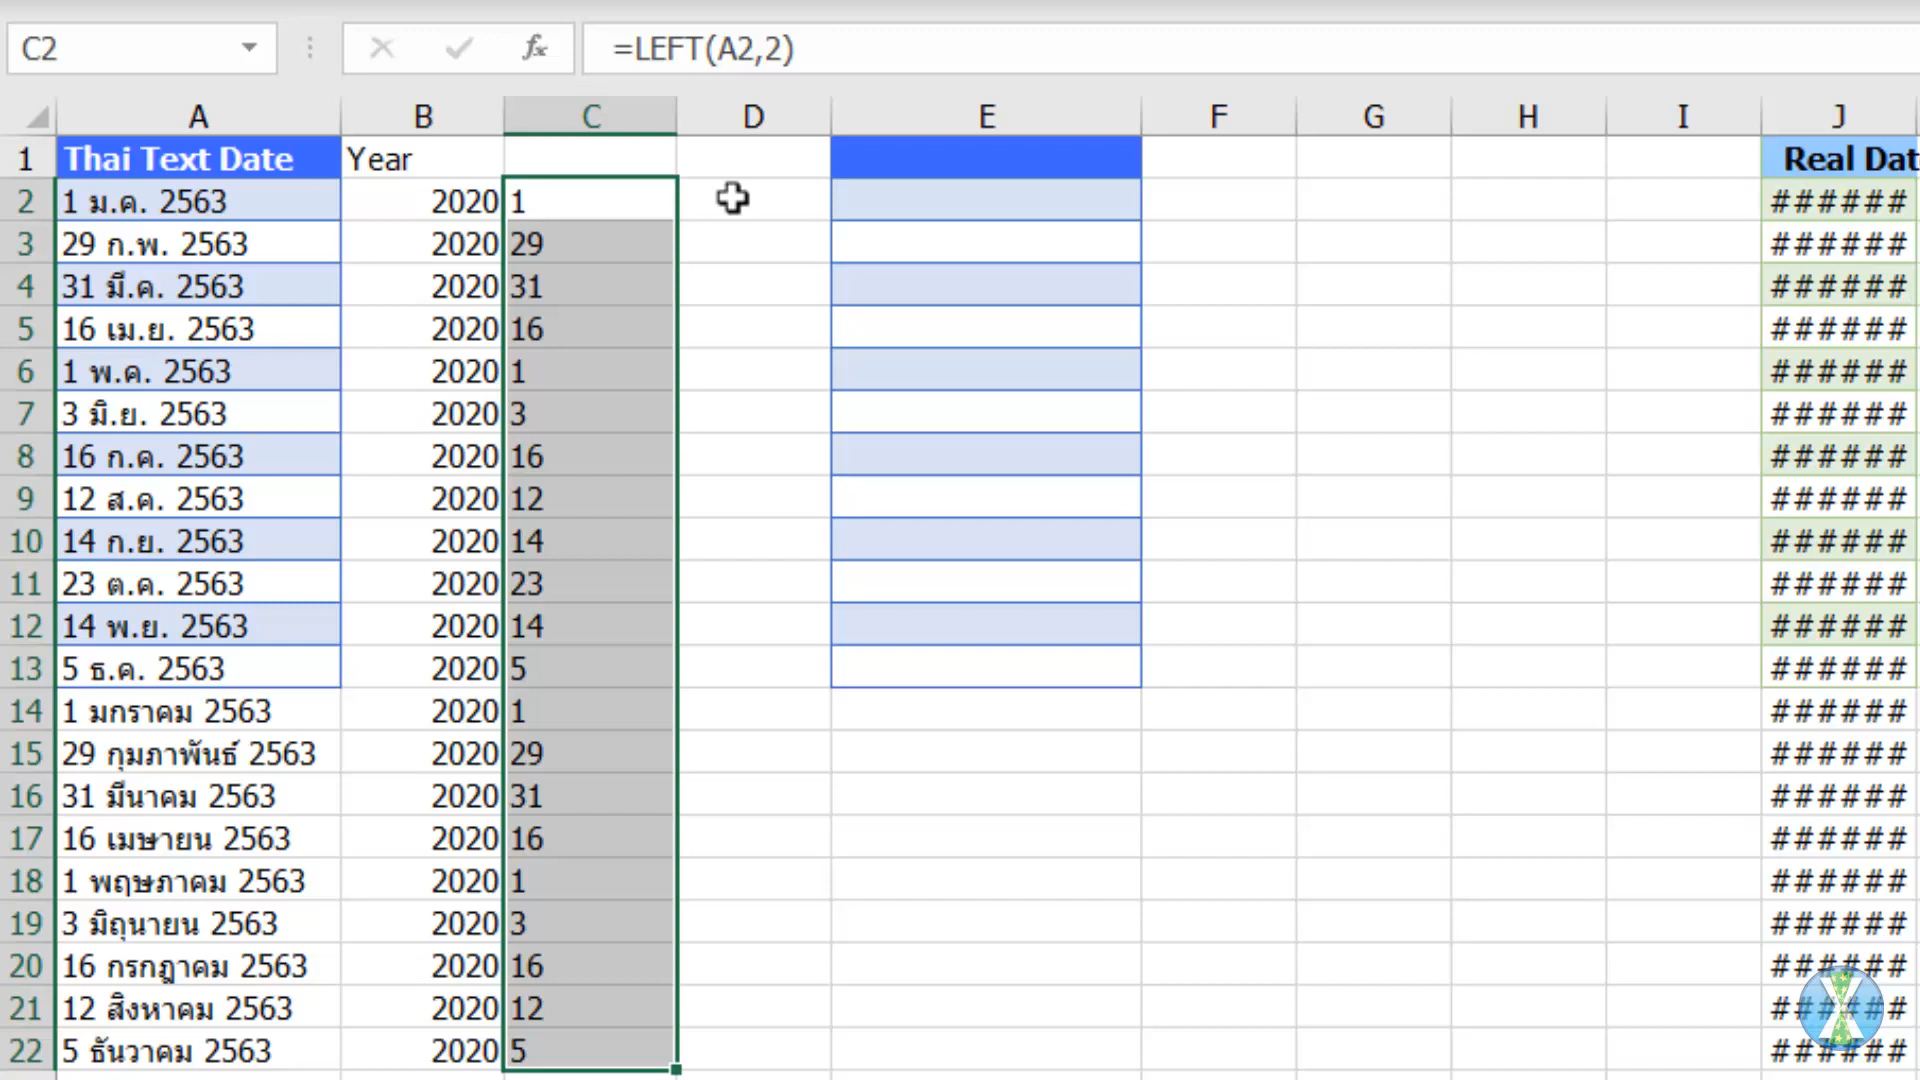 C2 fx =LEFT(A2,2)
A B C D E F G H I J
1 Thai Text Date Year Real Dat
2 1 ม.ค. 2563 2020 1 ######
3 29 ก.พ. 2563 2020 29 ######
4 31 มี.ค. 2563 2020 31 ######
5 16 เม.ย. 2563 2020 16 ######
6 1 พ.ค. 2563 2020 1 ######
7 3 มิ.ย. 2563 2020 3 ######
8 16 ก.ค. 2563 2020 16 ######
9 12 ส.ค. 2563 2020 12 ######
10 14 ก.ย. 2563 2020 14 ######
11 23 ต.ค. 2563 2020 23 ######
12 14 พ.ย. 2563 2020 14 ######
13 5 ธ.ค. 2563 2020 5 ######
14 1 มกราคม 2563 2020 1 ######
15 29 กุมภาพันธ์ 2563 2020 29 ######
16 31 มีนาคม 2563 2020 31 ######
17 16 เมษายน 2563 2020 16 ######
18 1 พฤษภาคม 2563 2020 1 ######
19 3 มิถุนายน 2563 2020 3 ######
20 16 กรกฎาคม 2563 2020 16 ######
21 12 สิงหาคม 2563 2020 12 ######
22 5 ธันวาคม 2563 2020 5 ######